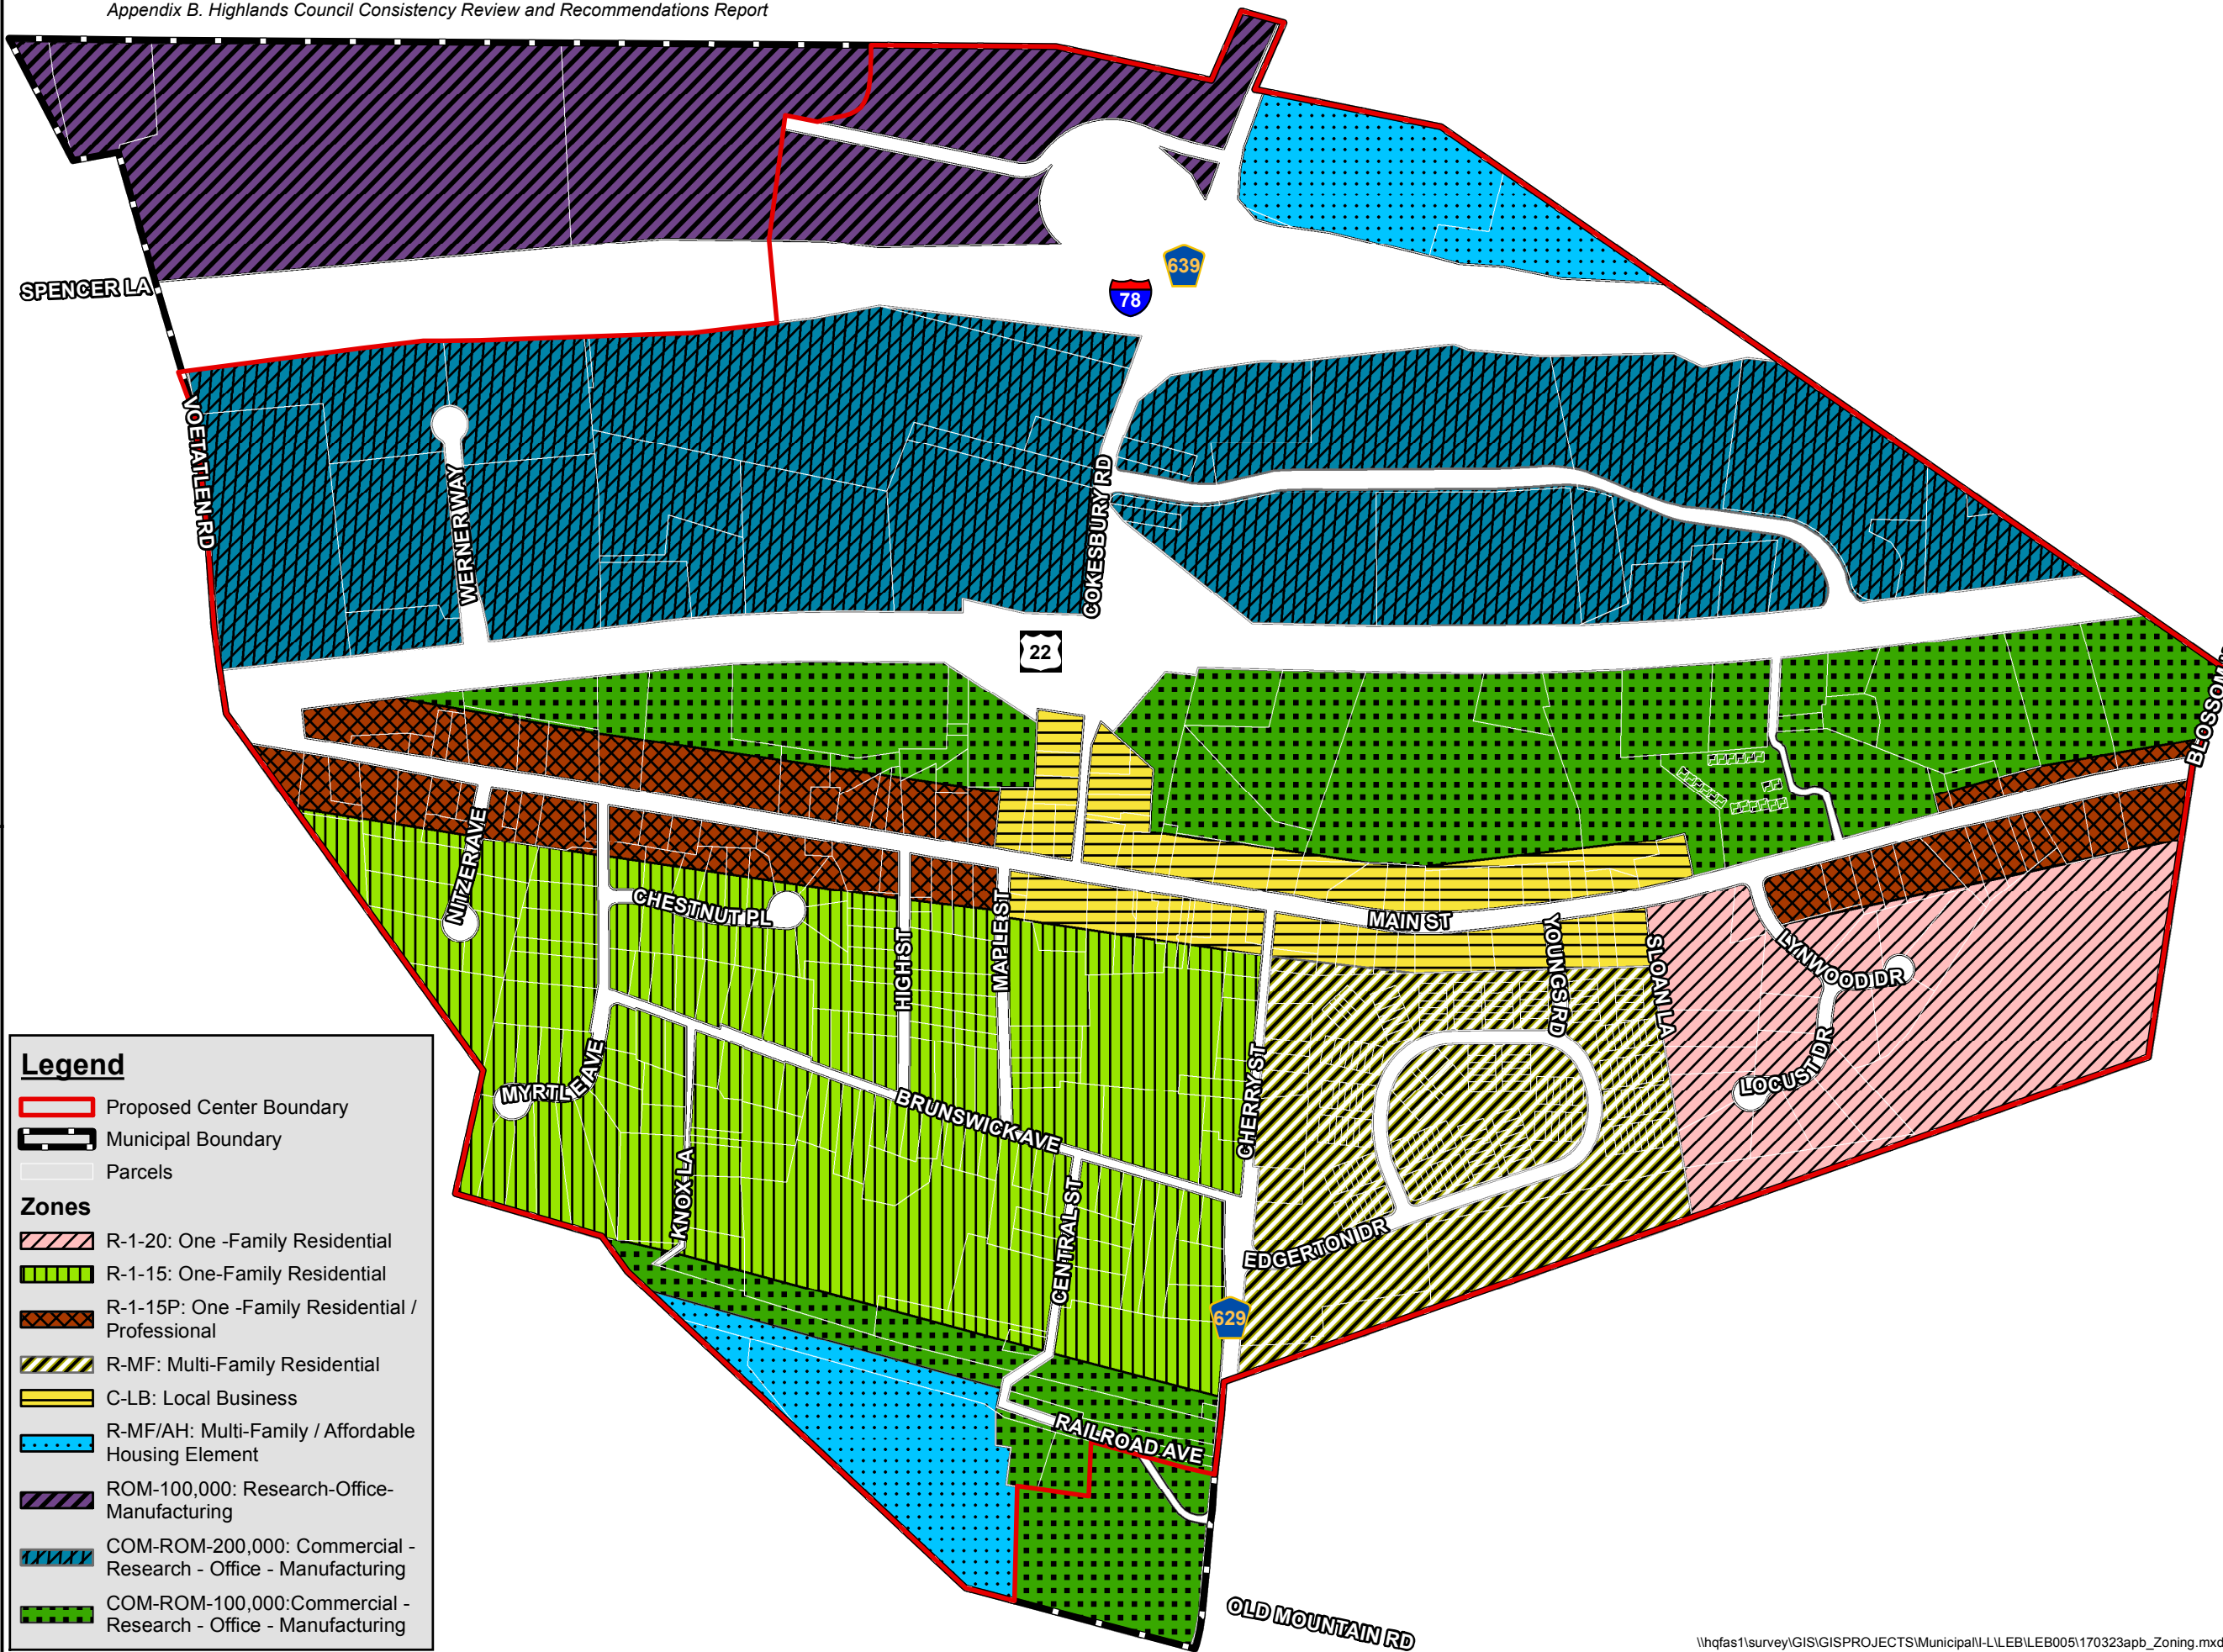 Appendix B. Highlands Council Consistency Review and Recommendations Report
639
78
SPENCER LA
VOETATLEN RD
WERNER WAY
COKESBURY RD
22
NITZER AVE
CHESTNUT PL
HIGH ST
MAPLE ST
MAIN ST
YOUNGS RD
SLOAN LA
LYNWOOD DR
LOCUST DR
MYRTLE AVE
BRUNSWICK AVE
CHERRY ST
KNOX LA
CENTRAL ST
EDGERTON DR
629
RAILROAD AVE
OLD MOUNTAIN RD
Legend
Proposed Center Boundary
Municipal Boundary
Parcels
Zones
R-1-20: One -Family Residential
R-1-15: One-Family Residential
R-1-15P: One -Family Residential /
Professional
R-MF: Multi-Family Residential
C-LB: Local Business
R-MF/AH: Multi-Family / Affordable
Housing Element
ROM-100,000: Research-Office-
Manufacturing
COM-ROM-200,000: Commercial -
Research - Office - Manufacturing
COM-ROM-100,000:Commercial -
Research - Office - Manufacturing
\\hqfas1\survey\GIS\GISPROJECTS\Municipal\I-L\LEB\LEB005\170323apb_Zoning.mxd